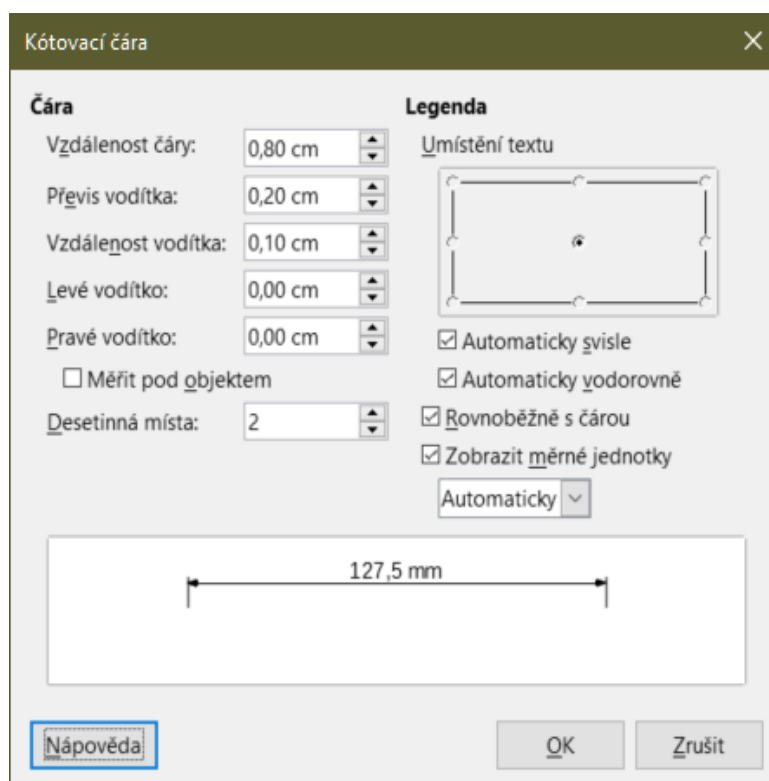 Kótovací čára
Čára
Vzdálenost čáry: 0,80 cm
Převis vodítka: 0,20 cm
Vzdálenost vodítka: 0,10 cm
Levé vodítko: 0,00 cm
Pravé vodítko: 0,00 cm
Měřit pod objektem
Desetinná místa: 2
Legenda
Umístění textu
Automaticky svisle
Automaticky vodorovně
Rovnoběžně s čárou
Zobrazit měrné jednotky
Automaticky
127,5 mm
Nápověda
OK
Zrušit